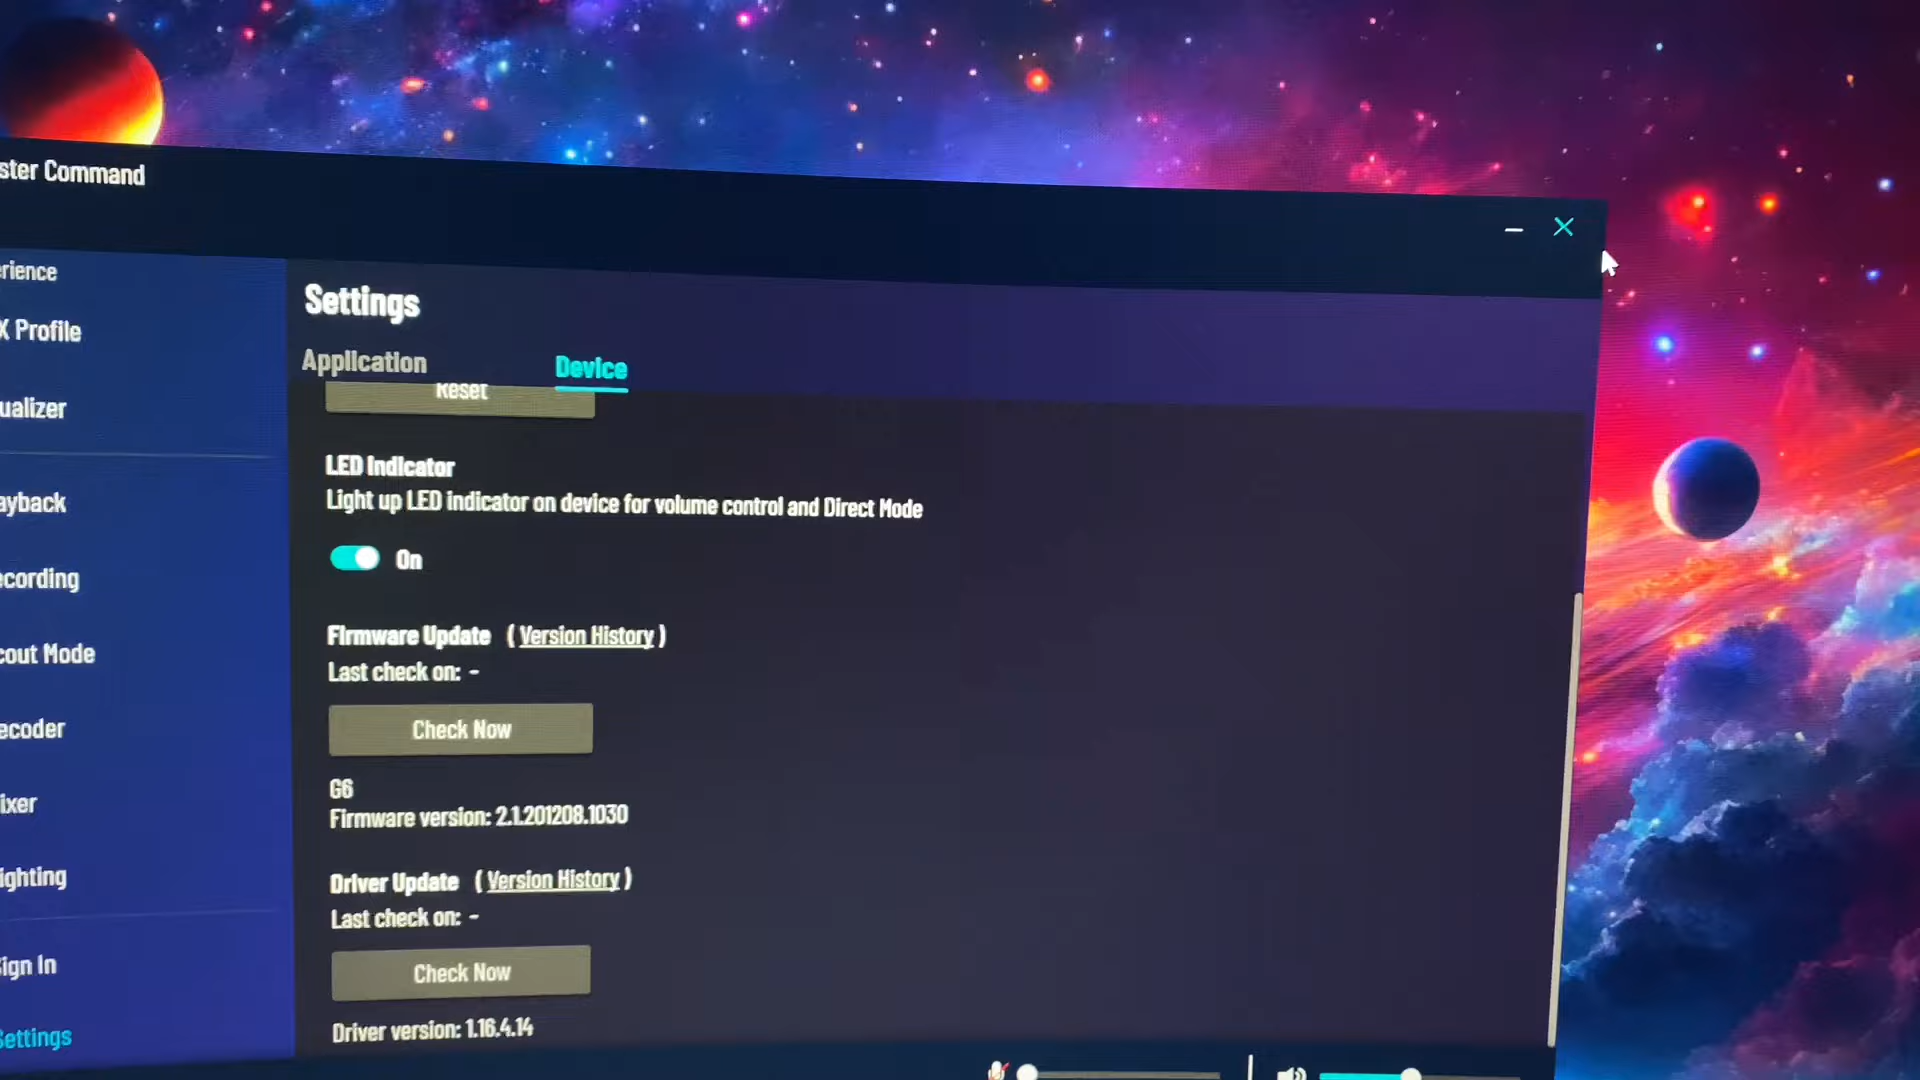 ster Command
rience
X Profile
ualizer
ayback
ecording
cout Mode
ecoder
ixer
ighting
Sign In
Settings
Settings
Application
Device
Reset
LED Indicator
Light up LED indicator on device for volume control and Direct Mode
On
Firmware Update ( Version History )
Last check on: -
Check Now
G6
Firmware version: 2.1.201208.1030
Driver Update ( Version History )
Last check on: -
Check Now
Driver version: 1.16.4.14